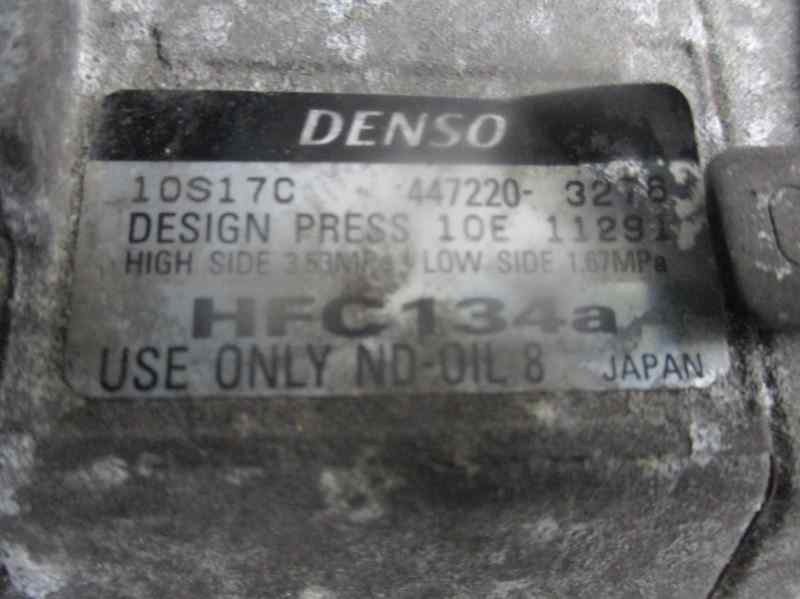 DENSO
10S17C 447220- 3276
DESIGN PRESS 10E 11291
HIGH SIDE 3.53MPa LOW SIDE 1.67MPa
HFC134a
USE ONLY ND-OIL 8 JAPAN